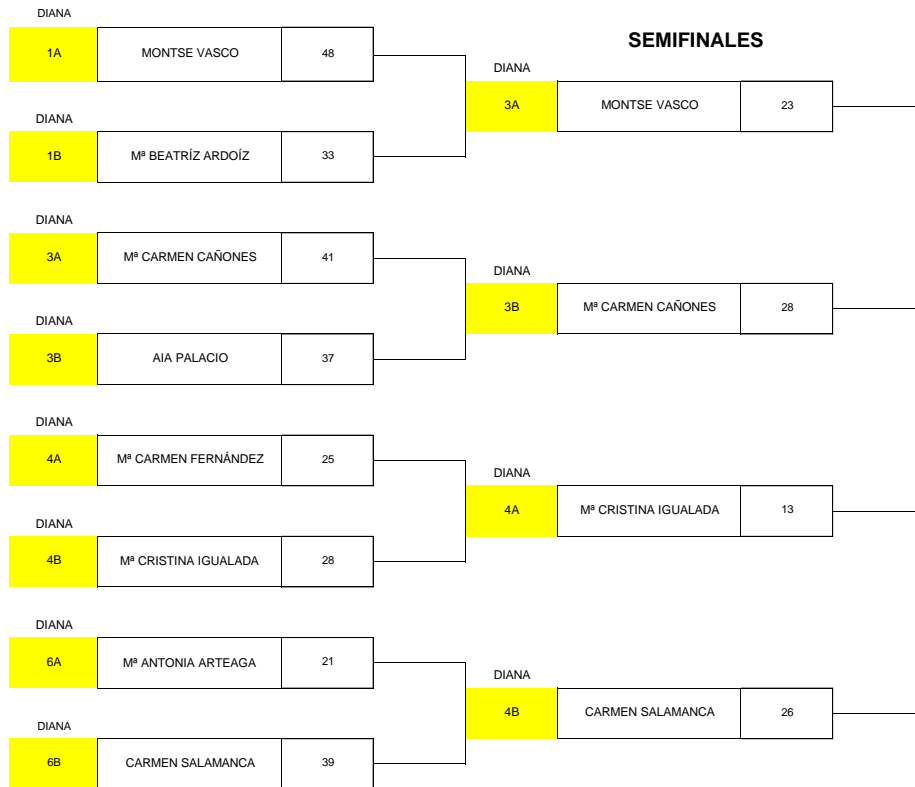 DIANA
1A MONTSE VASCO 48
DIANA
1B Mª BEATRÍZ ARDOÍZ 33
DIANA
3A Mª CARMEN CAÑONES 41
DIANA
3B AIA PALACIO 37
DIANA
4A Mª CARMEN FERNÁNDEZ 25
DIANA
4B Mª CRISTINA IGUALADA 28
DIANA
6A Mª ANTONIA ARTEAGA 21
DIANA
6B CARMEN SALAMANCA 39
SEMIFINALES
DIANA
3A MONTSE VASCO 23
DIANA
3B Mª CARMEN CAÑONES 28
DIANA
4A Mª CRISTINA IGUALADA 13
DIANA
4B CARMEN SALAMANCA 26